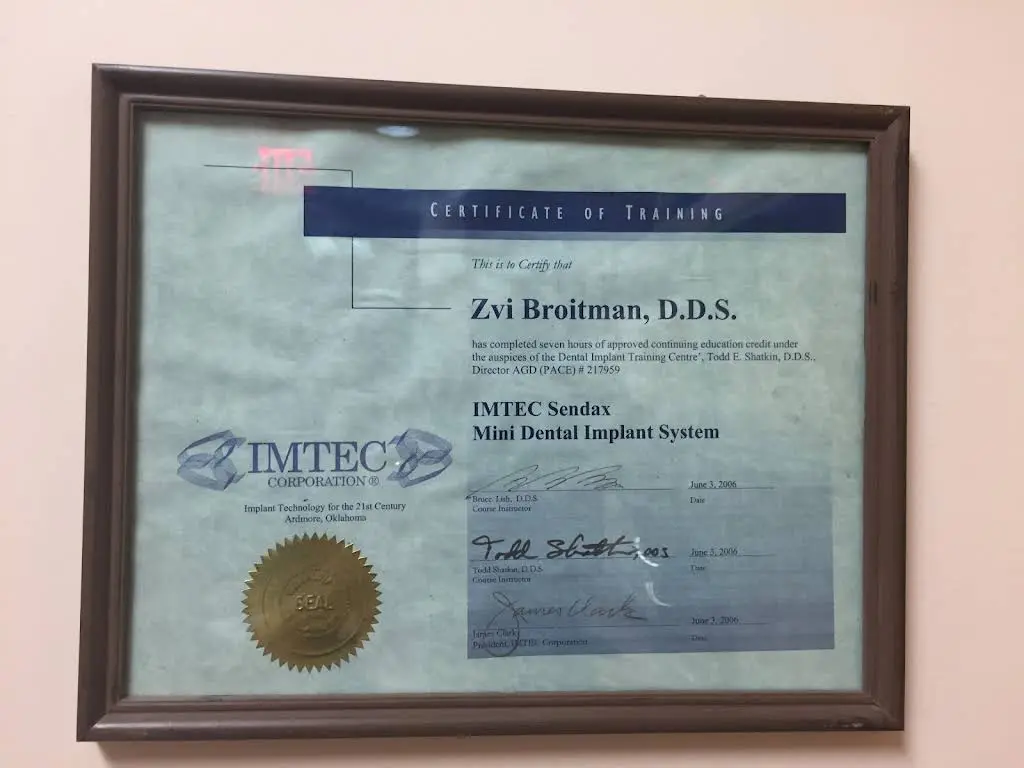 CERTIFICATE OF TRAINING
This is to Certify that
Zvi Broitman, D.D.S.
has completed seven hours of approved continuing education credit under
the auspices of the Dental Implant Training Centre', Todd E. Shatkin, D.D.S.,
Director AGD (PACE) # 217959
IMTEC Sendax
Mini Dental Implant System
IMTEC
CORPORATION®
Implant Technology for the 21st Century
Ardmore, Oklahoma
SEAL
June 3, 2006
Bruce Lish, D.D.S.
Date
Course Instructor
Todd Shatkin, DDS
June 3, 2006
Todd Shatkin, D.D.S.
Date
Course Instructor
James Clark
June 3, 2006
James Clark
Date
President, IMTEC Corporation